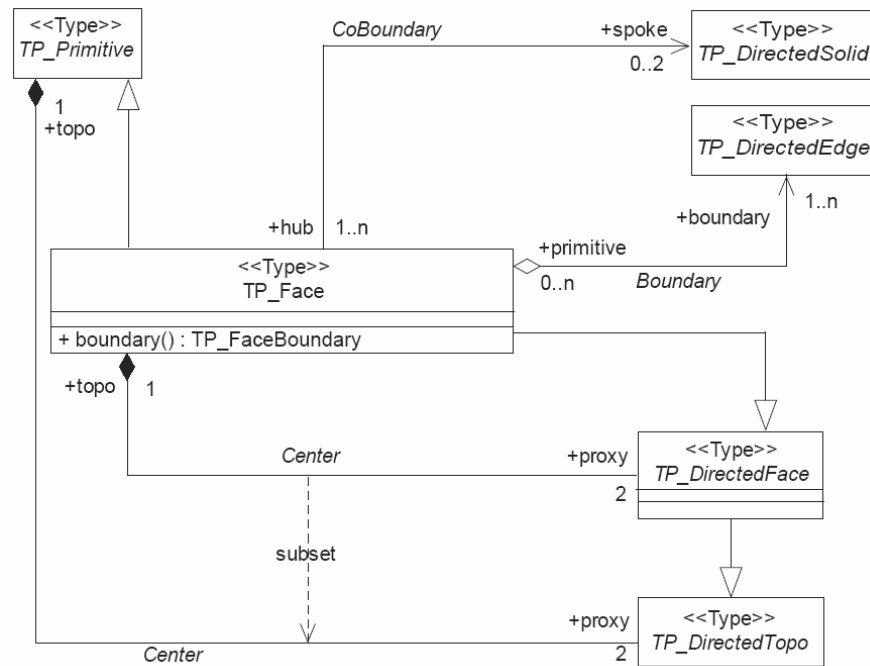 <<Type>>
TP_Primitive
CoBoundary
+spoke
0..2
<<Type>>
TP_DirectedSolid
1
+topo
<<Type>>
TP_DirectedEdge
1..n
+boundary
+hub
1..n
<<Type>>
TP_Face
+primitive
0..n
Boundary
+ boundary() : TP_FaceBoundary
+topo
1
Center
+proxy
2
<<Type>>
TP_DirectedFace
subset
Center
+proxy
2
<<Type>>
TP_DirectedTopo